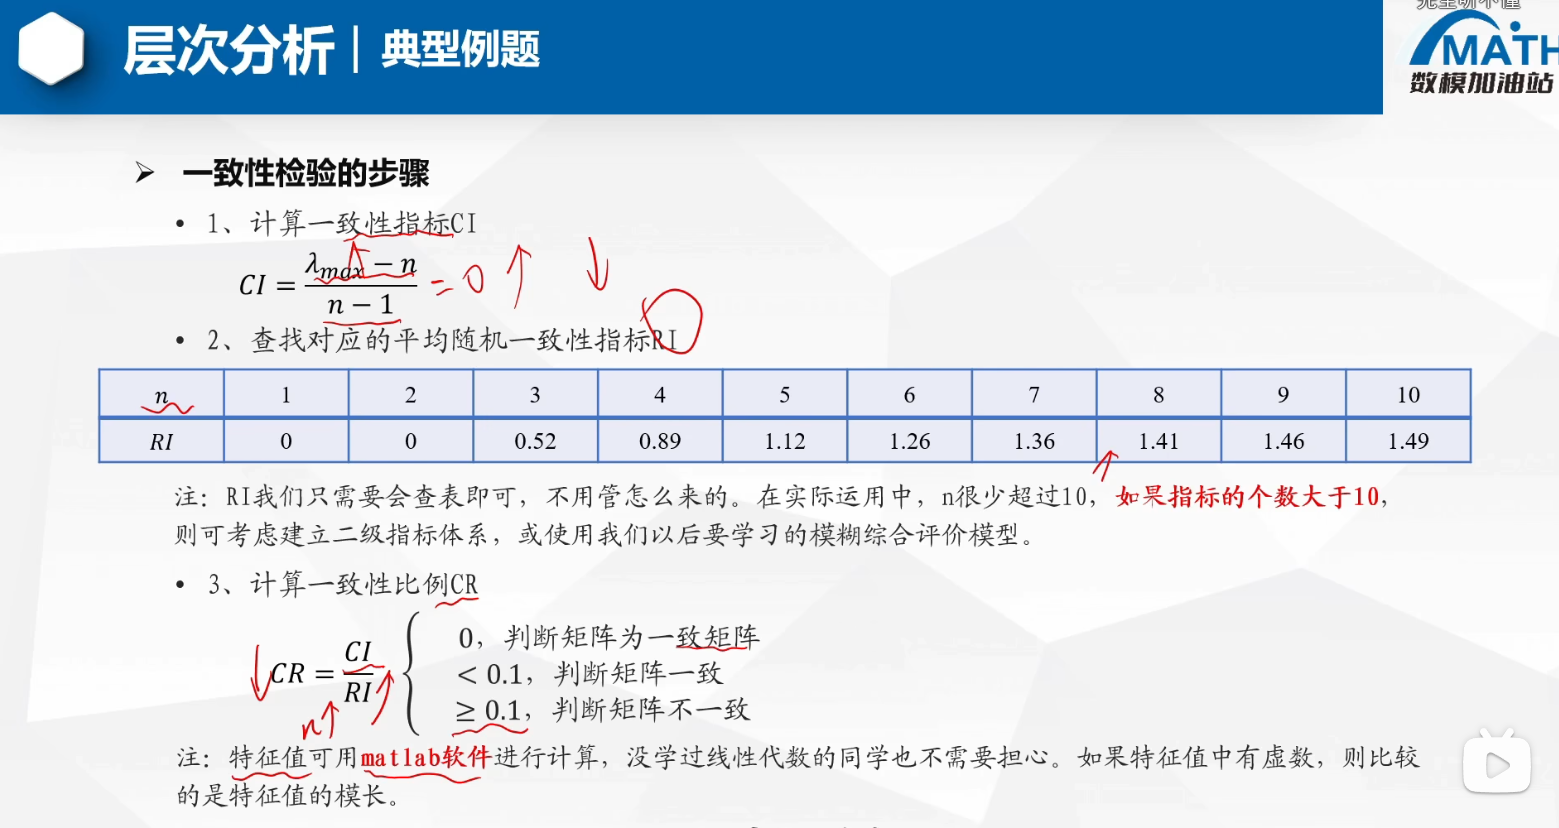 完全听不懂
层次分析 | 典型例题
MATH
数模加油站
➢ 一致性检验的步骤
• 1、计算一致性指标CI
CI = (λmax − n) / (n − 1) = 0
• 2、查找对应的平均随机一致性指标RI
n 1 2 3 4 5 6 7 8 9 10
RI 0 0 0.52 0.89 1.12 1.26 1.36 1.41 1.46 1.49
注：RI我们只需要会查表即可，不用管怎么来的。在实际运用中，n很少超过10，如果指标的个数大于10，
则可考虑建立二级指标体系，或使用我们以后要学习的模糊综合评价模型。
• 3、计算一致性比例CR
0，判断矩阵为一致矩阵
CR = CI / RI { < 0.1，判断矩阵一致
≥ 0.1，判断矩阵不一致
n
注：特征值可用matlab软件进行计算，没学过线性代数的同学也不需要担心。如果特征值中有虚数，则比较
的是特征值的模长。